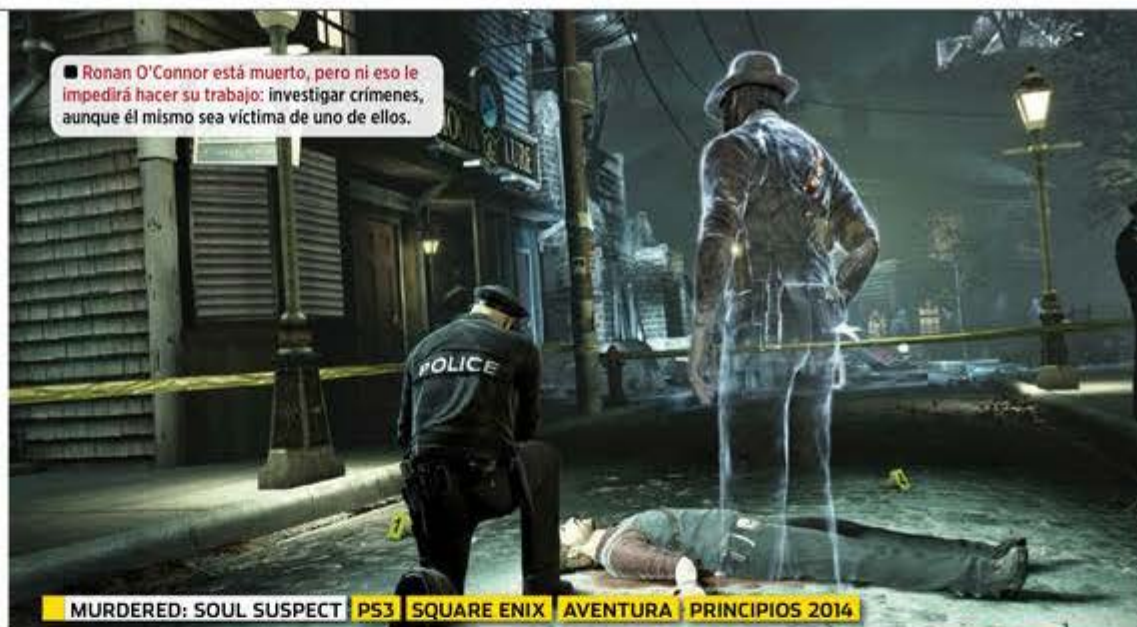 ■ Ronan O'Connor está muerto, pero ni eso le
impedirá hacer su trabajo: investigar crímenes,
aunque él mismo sea víctima de uno de ellos.
POLICE
1
MURDERED: SOUL SUSPECT PS3 SQUARE ENIX AVENTURA PRINCIPIOS 2014